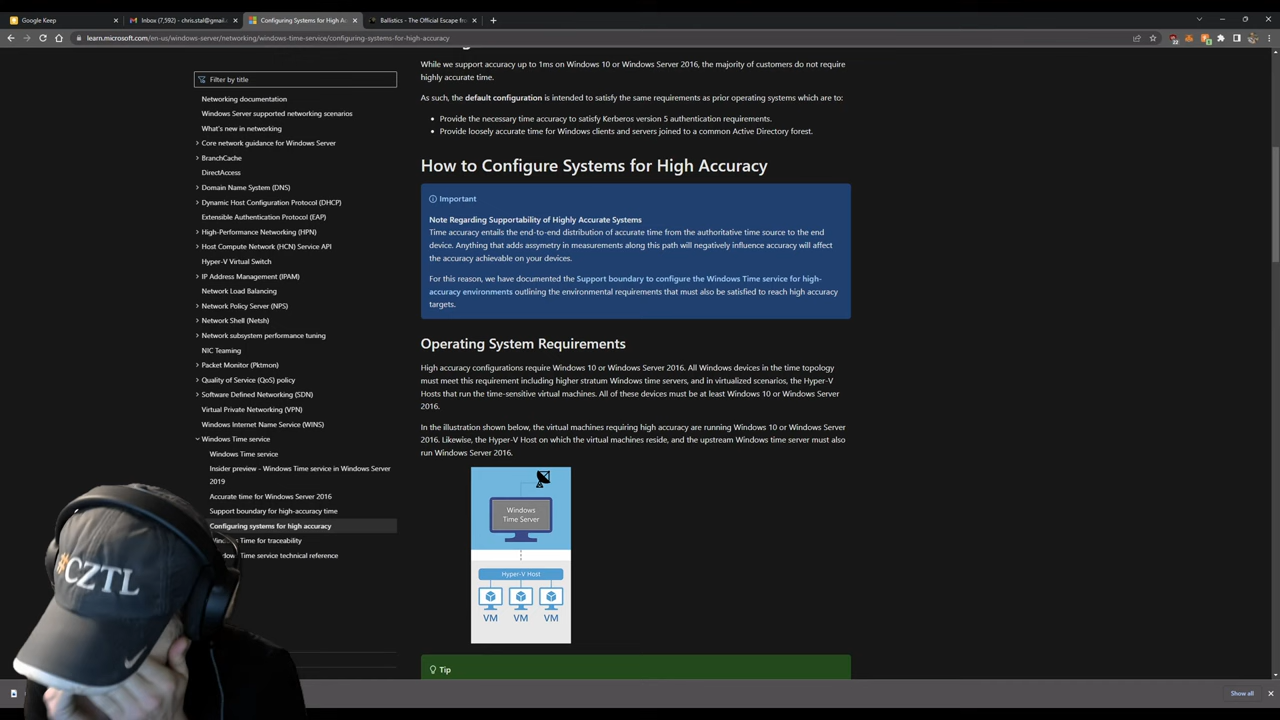 Google Keep
Inbox (7,592) - chris.stal@gmail.
Configuring Systems for High Ac
Ballistics - The Official Escape fro
learn.microsoft.com/en-us/windows-server/networking/windows-time-service/configuring-systems-for-high-accuracy
Filter by title
Networking documentation
Windows Server supported networking scenarios
What's new in networking
Core network guidance for Windows Server
BranchCache
DirectAccess
Domain Name System (DNS)
Dynamic Host Configuration Protocol (DHCP)
Extensible Authentication Protocol (EAP)
High-Performance Networking (HPN)
Host Compute Network (HCN) Service API
Hyper-V Virtual Switch
IP Address Management (IPAM)
Network Load Balancing
Network Policy Server (NPS)
Network Shell (Netsh)
Network subsystem performance tuning
NIC Teaming
Packet Monitor (Pktmon)
Quality of Service (QoS) policy
Software Defined Networking (SDN)
Virtual Private Networking (VPN)
Windows Internet Name Service (WINS)
Windows Time service
Windows Time service
Insider preview - Windows Time service in Windows Server
2019
Accurate time for Windows Server 2016
Support boundary for high-accuracy time
Configuring systems for high accuracy
Time for traceability
Time service technical reference
While we support accuracy up to 1ms on Windows 10 or Windows Server 2016, the majority of customers do not require
highly accurate time.
As such, the default configuration is intended to satisfy the same requirements as prior operating systems which are to:
• Provide the necessary time accuracy to satisfy Kerberos version 5 authentication requirements.
• Provide loosely accurate time for Windows clients and servers joined to a common Active Directory forest.
How to Configure Systems for High Accuracy
Important
Note Regarding Supportability of Highly Accurate Systems
Time accuracy entails the end-to-end distribution of accurate time from the authoritative time source to the end
device. Anything that adds assymetry in measurements along this path will negatively influence accuracy will affect
the accuracy achievable on your devices.
For this reason, we have documented the Support boundary to configure the Windows Time service for high-
accuracy environments outlining the environmental requirements that must also be satisfied to reach high accuracy
targets.
Operating System Requirements
High accuracy configurations require Windows 10 or Windows Server 2016. All Windows devices in the time topology
must meet this requirement including higher stratum Windows time servers, and in virtualized scenarios, the Hyper-V
Hosts that run the time-sensitive virtual machines. All of these devices must be at least Windows 10 or Windows Server
2016.
In the illustration shown below, the virtual machines requiring high accuracy are running Windows 10 or Windows Server
2016. Likewise, the Hyper-V Host on which the virtual machines reside, and the upstream Windows time server must also
run Windows Server 2016.
Windows
Time Server
Hyper-V Host
VM VM VM
Tip
#CZTL
Show all